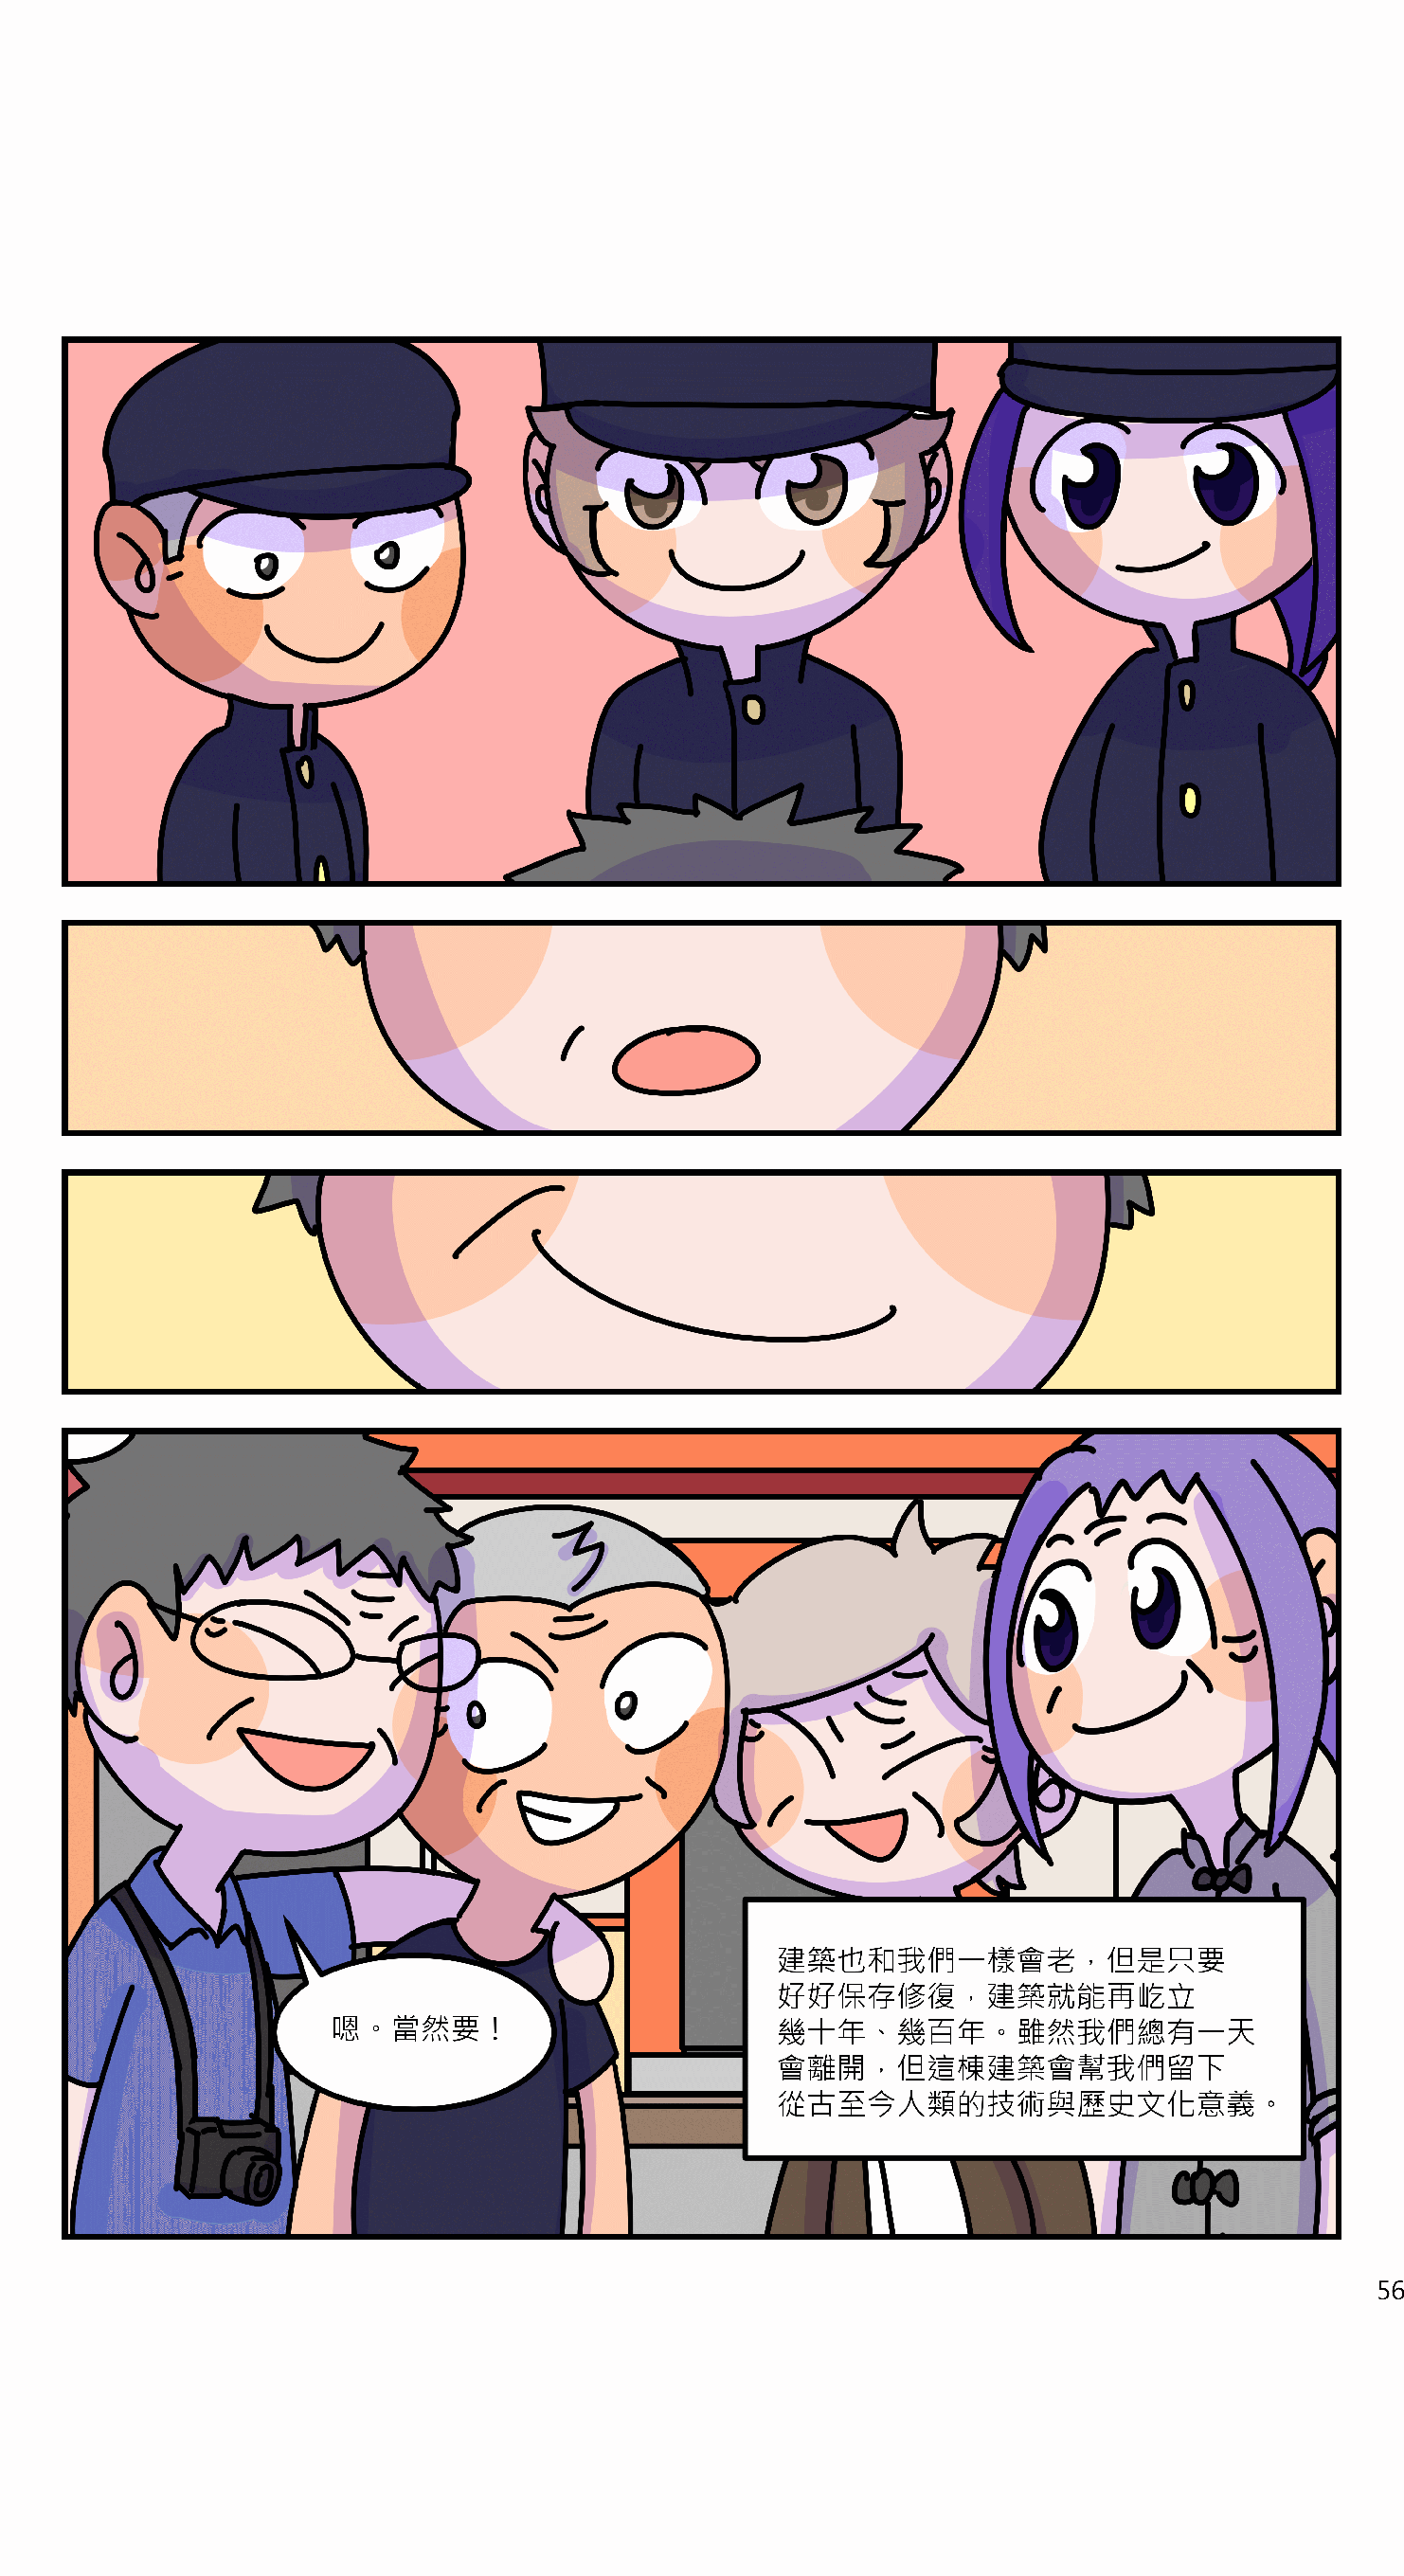 嗯。當然要！
建築也和我們一樣會老，但是只要
好好保存修復，建築就能再屹立
幾十年、幾百年。雖然我們總有一天
會離開，但這棟建築會幫我們留下
從古至今人類的技術與歷史文化意義。
56